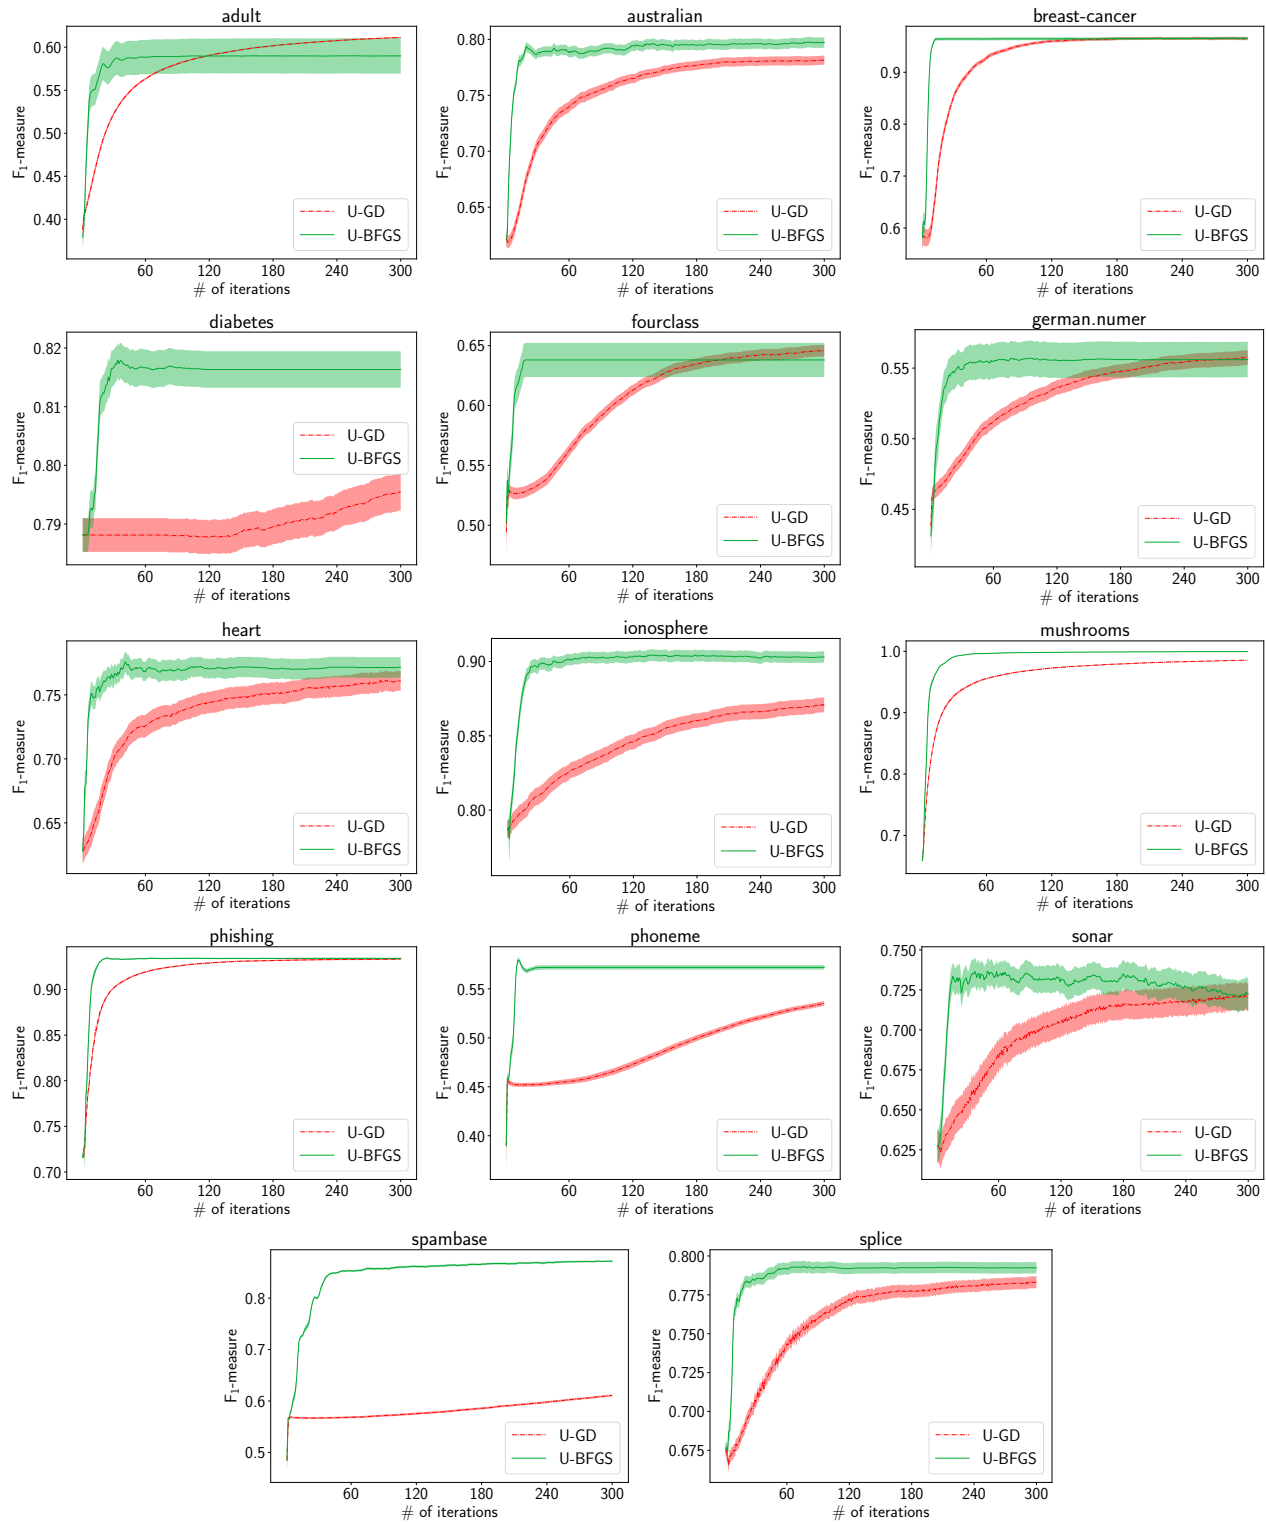 adult
F1-measure
0.60
0.55
0.50
0.45
0.40
U-GD
U-BFGS
60 120 180 240 300
# of iterations
australian
F1-measure
0.80
0.75
0.70
0.65
U-GD
U-BFGS
60 120 180 240 300
# of iterations
breast-cancer
F1-measure
0.9
0.8
0.7
0.6
U-GD
U-BFGS
60 120 180 240 300
# of iterations
diabetes
F1-measure
0.82
0.81
0.80
0.79
U-GD
U-BFGS
60 120 180 240 300
# of iterations
fourclass
F1-measure
0.65
0.60
0.55
0.50
U-GD
U-BFGS
60 120 180 240 300
# of iterations
german.numer
F1-measure
0.55
0.50
0.45
U-GD
U-BFGS
60 120 180 240 300
# of iterations
heart
F1-measure
0.75
0.70
0.65
U-GD
U-BFGS
60 120 180 240 300
# of iterations
ionosphere
F1-measure
0.90
0.85
0.80
U-GD
U-BFGS
60 120 180 240 300
# of iterations
mushrooms
F1-measure
1.0
0.9
0.8
0.7
U-GD
U-BFGS
60 120 180 240 300
# of iterations
phishing
F1-measure
0.90
0.85
0.80
0.75
0.70
U-GD
U-BFGS
60 120 180 240 300
# of iterations
phoneme
F1-measure
0.55
0.50
0.45
0.40
U-GD
U-BFGS
60 120 180 240 300
# of iterations
sonar
F1-measure
0.750
0.725
0.700
0.675
0.650
0.625
U-GD
U-BFGS
60 120 180 240 300
# of iterations
spambase
F1-measure
0.8
0.7
0.6
0.5
U-GD
U-BFGS
60 120 180 240 300
# of iterations
splice
F1-measure
0.800
0.775
0.750
0.725
0.700
0.675
U-GD
U-BFGS
60 120 180 240 300
# of iterations